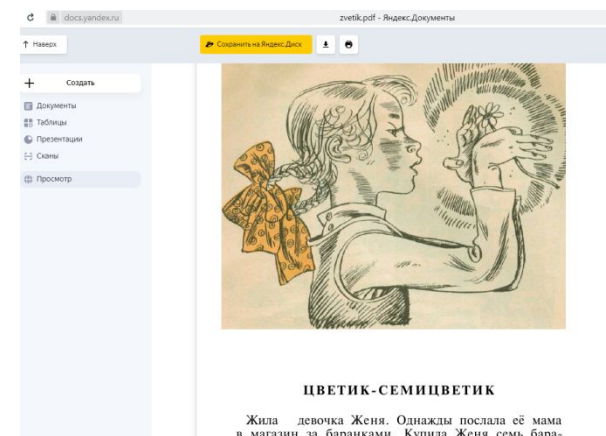 docs.yandex.ru
zvetik.pdf - Яндекс.Документы
↑ Наверх
Сохранить на Яндекс.Диск
+ Создать
Документы
Таблицы
Презентации
Сканы
Просмотр
ЦВЕТИК-СЕМИЦВЕТИК
Жила девочка Женя. Однажды послала её мама
в магазин за баранками. Купила Женя семь бара-